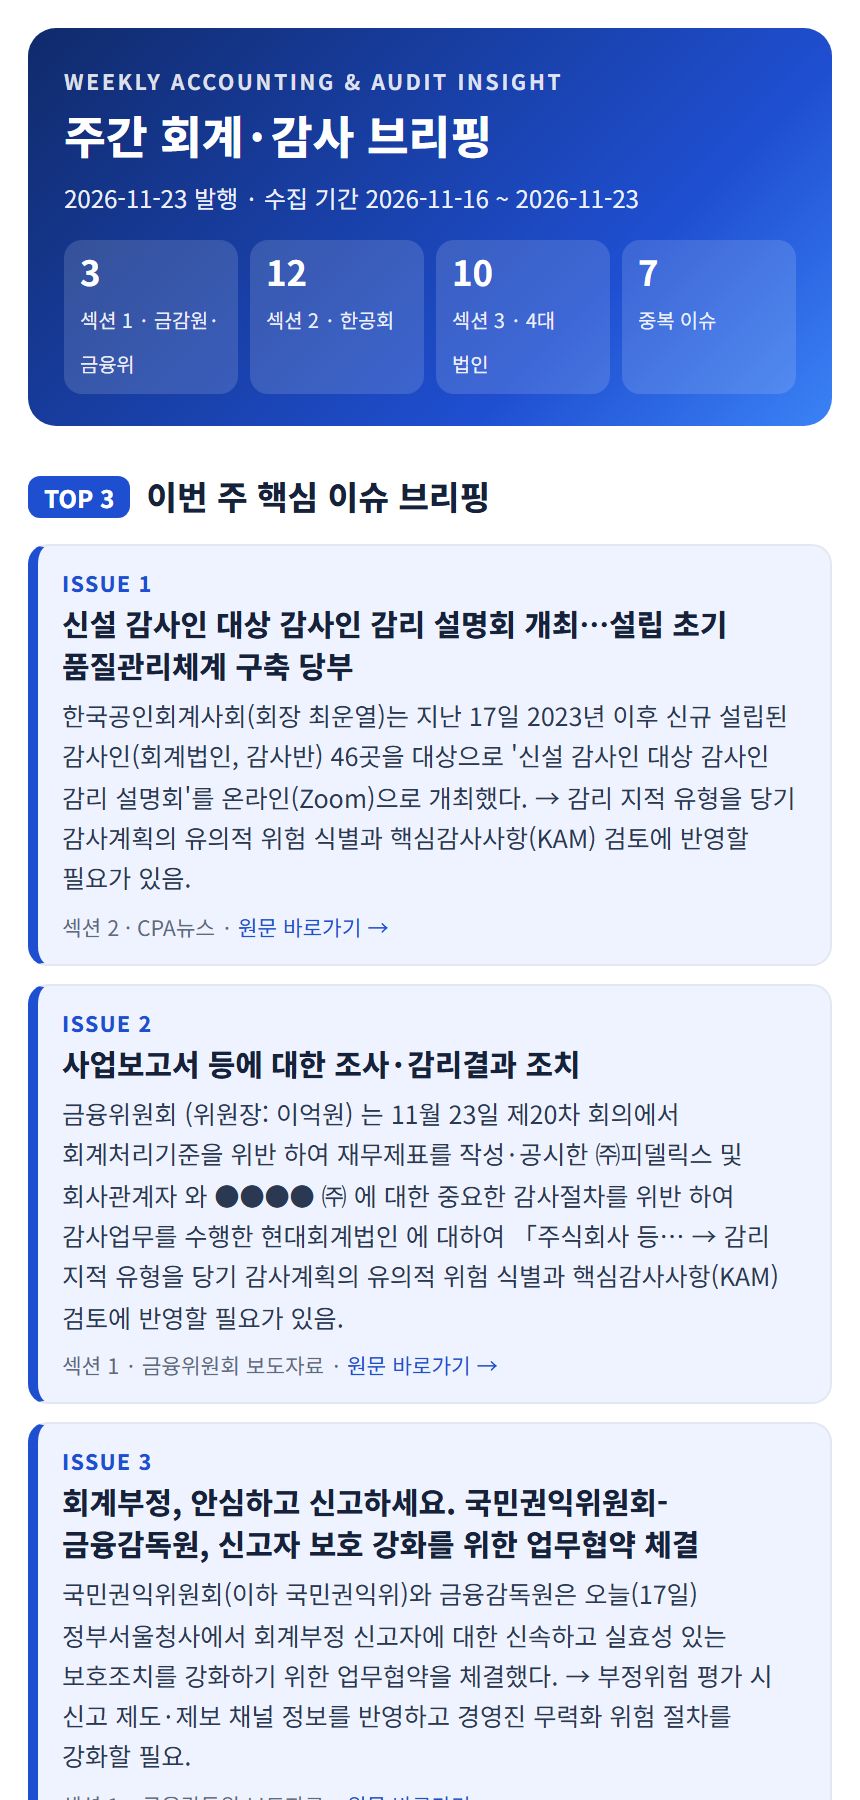 WEEKLY ACCOUNTING & AUDIT INSIGHT
주간 회계·감사 브리핑
2026-11-23 발행 · 수집 기간 2026-11-16 ~ 2026-11-23
3
섹션 1 · 금감원·
금융위
12
섹션 2 · 한공회
10
섹션 3 · 4대
법인
7
중복 이슈
TOP 3 이번 주 핵심 이슈 브리핑
ISSUE 1
신설 감사인 대상 감사인 감리 설명회 개최…설립 초기
품질관리체계 구축 당부
한국공인회계사회(회장 최운열)는 지난 17일 2023년 이후 신규 설립된
감사인(회계법인, 감사반) 46곳을 대상으로 '신설 감사인 대상 감사인
감리 설명회'를 온라인(Zoom)으로 개최했다. → 감리 지적 유형을 당기
감사계획의 유의적 위험 식별과 핵심감사사항(KAM) 검토에 반영할
필요가 있음.
섹션 2 · CPA뉴스 · 원문 바로가기 →
ISSUE 2
사업보고서 등에 대한 조사·감리결과 조치
금융위원회 (위원장: 이억원) 는 11월 23일 제20차 회의에서
회계처리기준을 위반 하여 재무제표를 작성·공시한 ㈜피델릭스 및
회사관계자 와 ●●●● ㈜ 에 대한 중요한 감사절차를 위반 하여
감사업무를 수행한 현대회계법인 에 대하여 「주식회사 등… → 감리
지적 유형을 당기 감사계획의 유의적 위험 식별과 핵심감사사항(KAM)
검토에 반영할 필요가 있음.
섹션 1 · 금융위원회 보도자료 · 원문 바로가기 →
ISSUE 3
회계부정, 안심하고 신고하세요. 국민권익위원회-
금융감독원, 신고자 보호 강화를 위한 업무협약 체결
국민권익위원회(이하 국민권익위)와 금융감독원은 오늘(17일)
정부서울청사에서 회계부정 신고자에 대한 신속하고 실효성 있는
보호조치를 강화하기 위한 업무협약을 체결했다. → 부정위험 평가 시
신고 제도·제보 채널 정보를 반영하고 경영진 무력화 위험 절차를
강화할 필요.